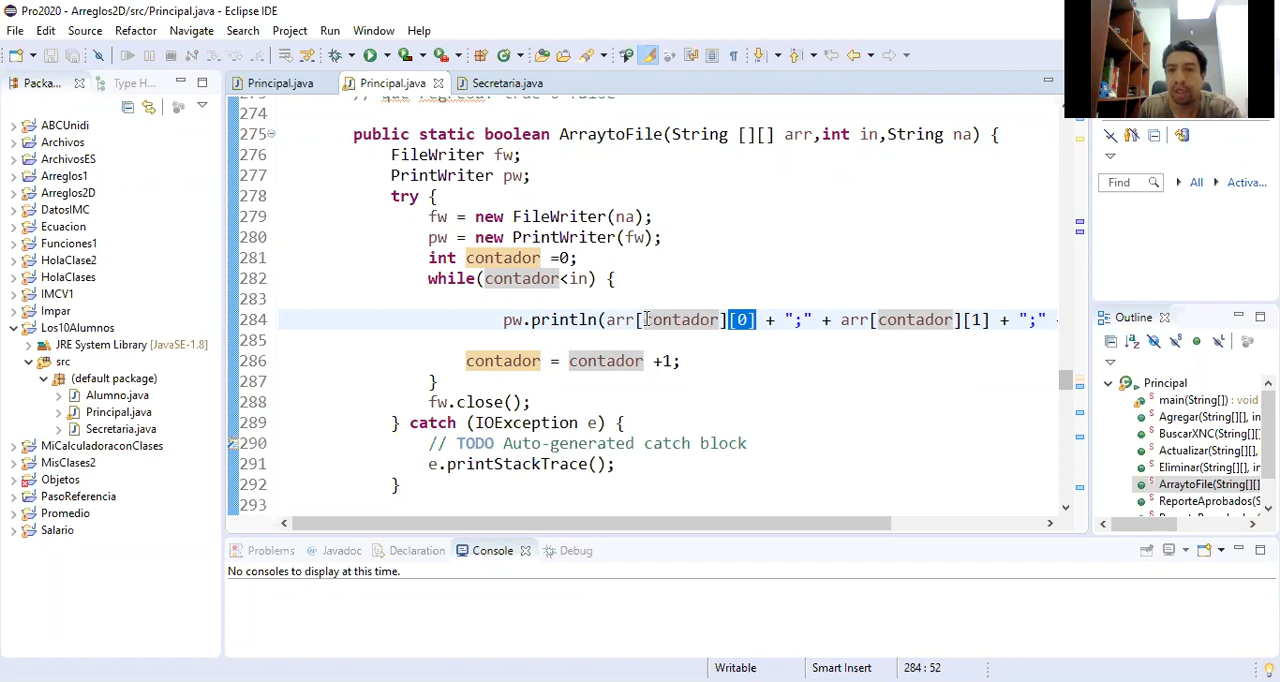 Pro2020 - Arreglos2D/src/Principal.java - Eclipse IDE
File Edit Source Refactor Navigate Search Project Run Window Help
Packa... Type H...
Principal.java Principal.java Secretaria.java
ABCUnidi
Archivos
ArchivosES
Arreglos1
Arreglos2D
DatosIMC
Ecuacion
Funciones1
HolaClase2
HolaClases
IMCV1
Impar
Los10Alumnos
JRE System Library [JavaSE-1.8]
src
(default package)
Alumno.java
Principal.java
Secretaria.java
MiCalculadoraconClases
MisClases2
Objetos
PasoReferencia
Promedio
Salario
274
275 public static boolean ArraytoFile(String [][] arr,int in,String na) {
276 FileWriter fw;
277 PrintWriter pw;
278 try {
279 fw = new FileWriter(na);
280 pw = new PrintWriter(fw);
281 int contador =0;
282 while(contador<in) {
283
284 pw.println(arr[contador][0] + ";" + arr[contador][1] + ";"
285
286 contador = contador +1;
287 }
288 fw.close();
289 } catch (IOException e) {
290 // TODO Auto-generated catch block
291 e.printStackTrace();
292 }
293
Find All Activa...
Outline
Principal
main(String[]) : void
Agregar(String[][], in
BuscarXNC(String[][],
Actualizar(String[][],
Eliminar(String[][], in
ArraytoFile(String[][]
ReporteAprobados(S
Problems Javadoc Declaration Console Debug
No consoles to display at this time.
Writable Smart Insert 284 : 52